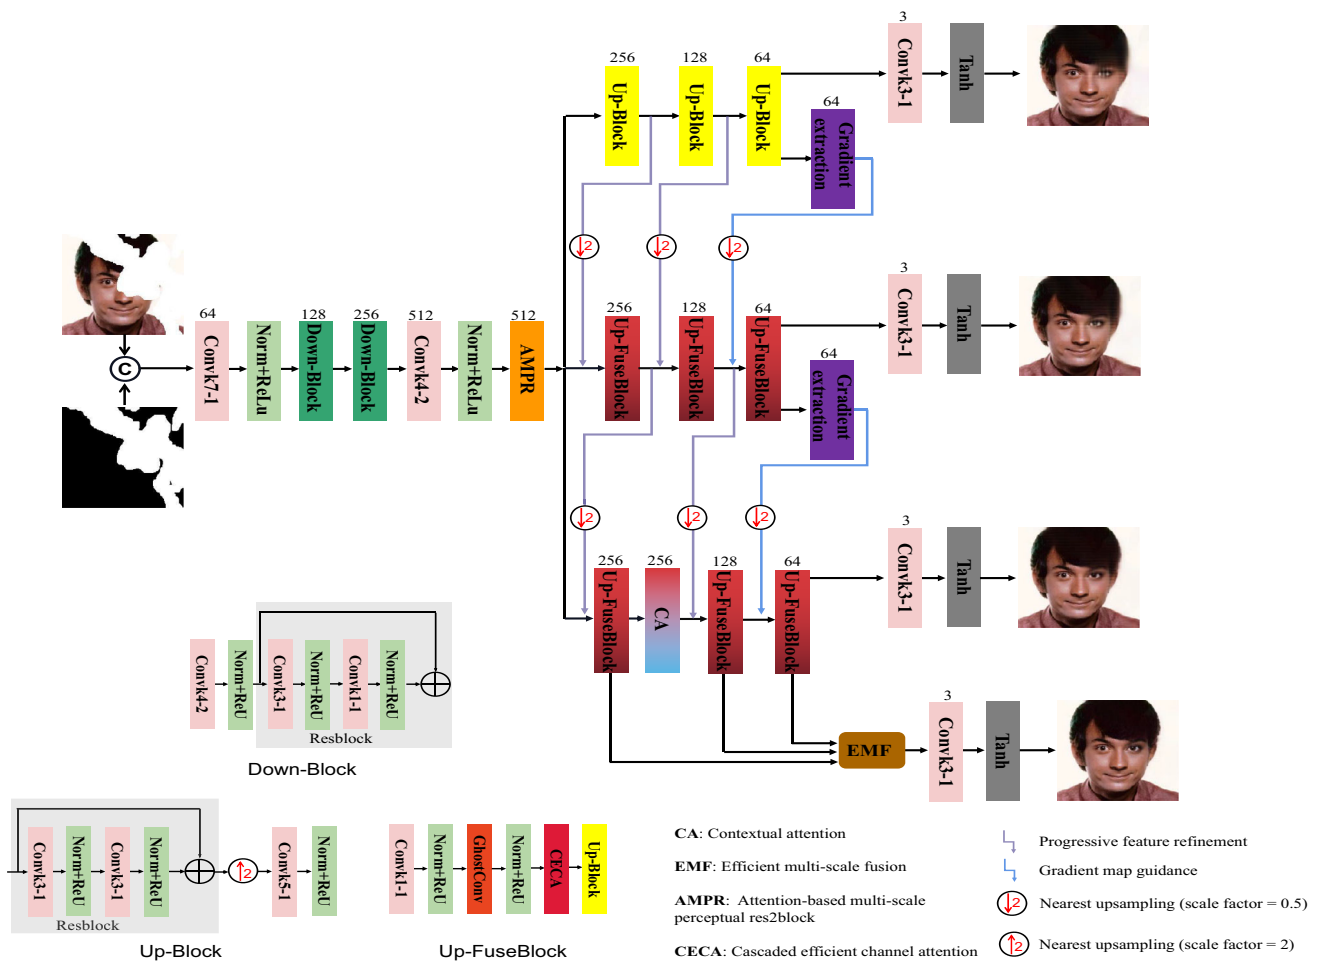 3
Convk3-1
Tanh
256
Up-Block
128
Up-Block
64
Up-Block
64
Gradient
extraction
↓2
↓2
↓2
3
Convk3-1
Tanh
C
64
Convk7-1
Norm+ReLu
128
Down-Block
256
Down-Block
512
Convk4-2
Norm+ReLu
512
AMPR
256
Up-FuseBlock
128
Up-FuseBlock
64
Up-FuseBlock
64
Gradient
extraction
↓2
↓2
↓2
3
Convk3-1
Tanh
256
Up-FuseBlock
256
CA
128
Up-FuseBlock
64
Up-FuseBlock
EMF
3
Convk3-1
Tanh
Convk4-2
Norm+ReU
Convk3-1
Norm+ReU
Convk1-1
Norm+ReU
Resblock
Down-Block
Convk3-1
Norm+ReU
Convk3-1
Norm+ReU
Resblock
↑2
Convk5-1
Norm+ReU
Up-Block
Convk1-1
Norm+ReU
GhostConv
Norm+ReU
CECA
Up-Block
Up-FuseBlock
CA: Contextual attention
EMF: Efficient multi-scale fusion
AMPR: Attention-based multi-scale
perceptual res2block
CECA: Cascaded efficient channel attention
Progressive feature refinement
Gradient map guidance
↓2 Nearest upsampling (scale factor = 0.5)
↑2 Nearest upsampling (scale factor = 2)